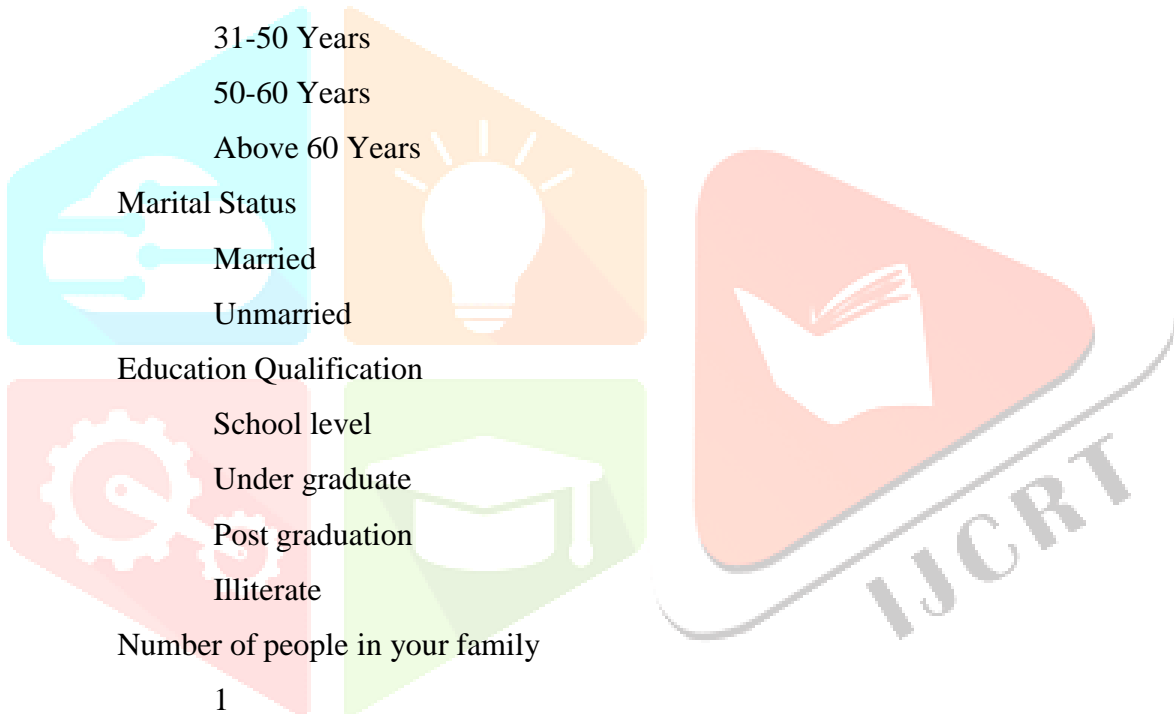 31-50 Years
50-60 Years
Above 60 Years
Marital Status
Married
Unmarried
Education Qualification
School level
Under graduate
Post graduation
Illiterate
Number of people in your family
1
IJCRT